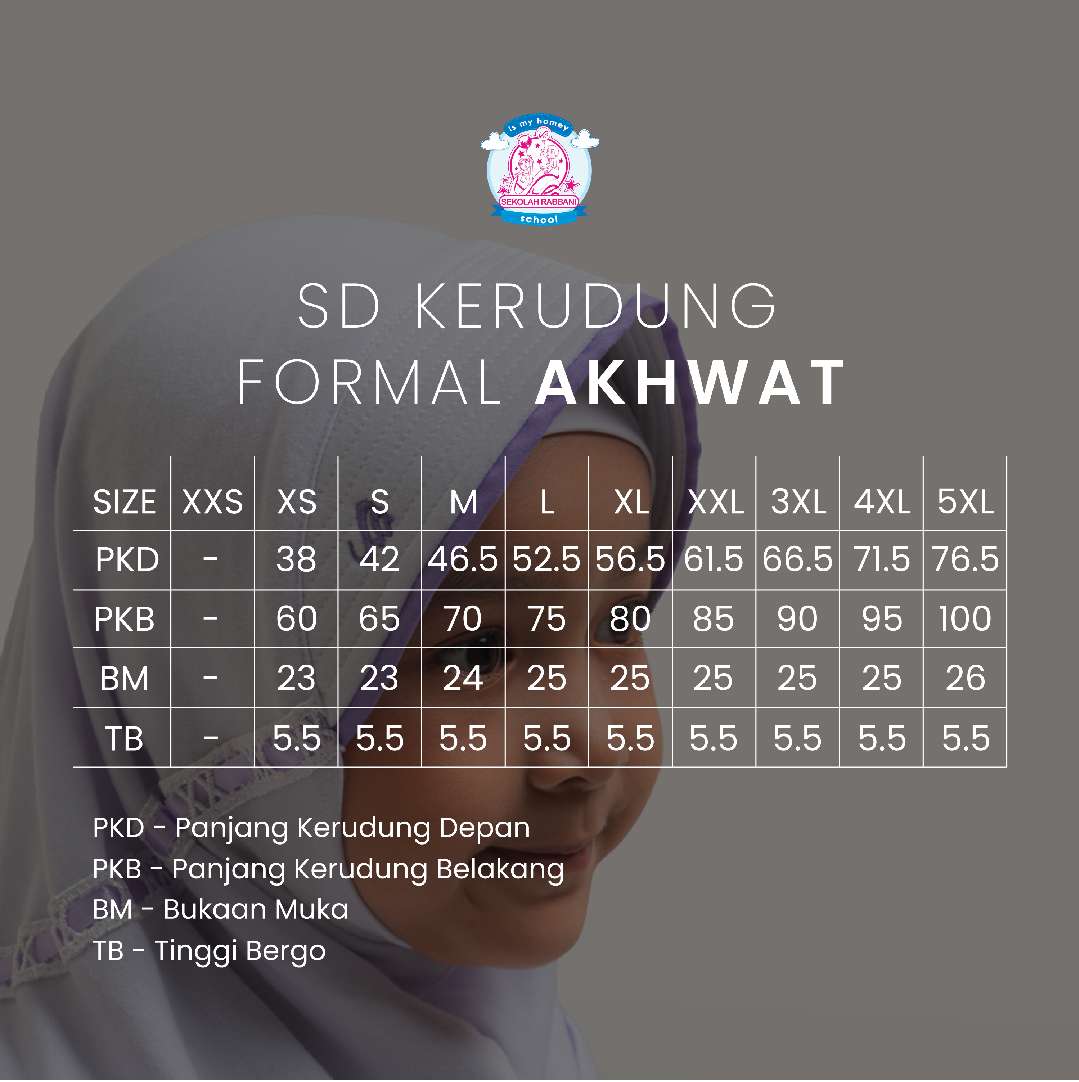 is my homey
SEKOLAH RABBANI
school
SD KERUDUNG
FORMAL AKHWAT
SIZE XXS XS S M L XL XXL 3XL 4XL 5XL
PKD - 38 42 46.5 52.5 56.5 61.5 66.5 71.5 76.5
PKB - 60 65 70 75 80 85 90 95 100
BM - 23 23 24 25 25 25 25 25 26
TB - 5.5 5.5 5.5 5.5 5.5 5.5 5.5 5.5 5.5
PKD - Panjang Kerudung Depan
PKB - Panjang Kerudung Belakang
BM - Bukaan Muka
TB - Tinggi Bergo